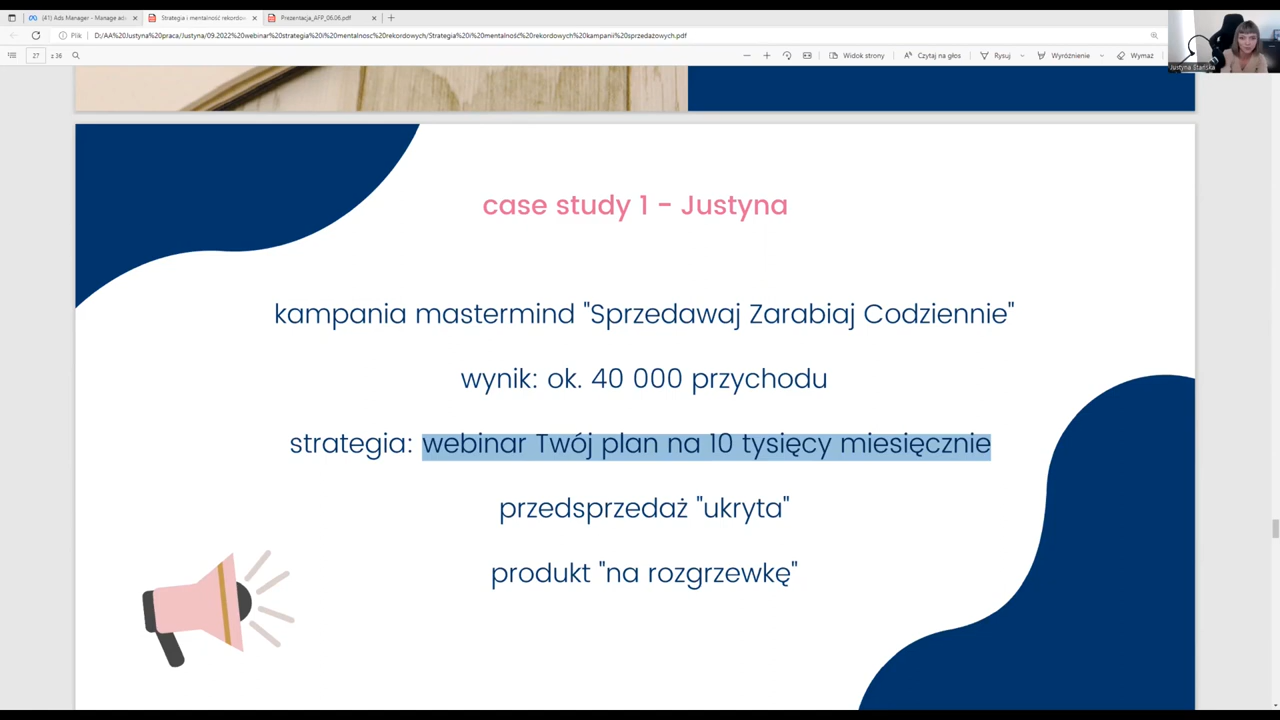 (41) Ads Manager - Manage ad
Strategia i mentalność rekordow
Prezentacja_AFP_06.06.pdf
Plik
D:/AA%20Justyna%20praca/Justyna/09.2022%20webinar%20strategia%20i%20mentalnosc%20rekordowych/Strategia%20i%20mentalność%20rekordowych%20kampanii%20sprzedażowych.pdf
27 z 36
Widok strony
Czytaj na głos
Rysuj
Wyróżnienie
Wymaż
Justyna Stańska
case study 1 - Justyna
kampania mastermind "Sprzedawaj Zarabiaj Codziennie"
wynik: ok. 40 000 przychodu
strategia: webinar Twój plan na 10 tysięcy miesięcznie
przedsprzedaż "ukryta"
produkt "na rozgrzewkę"